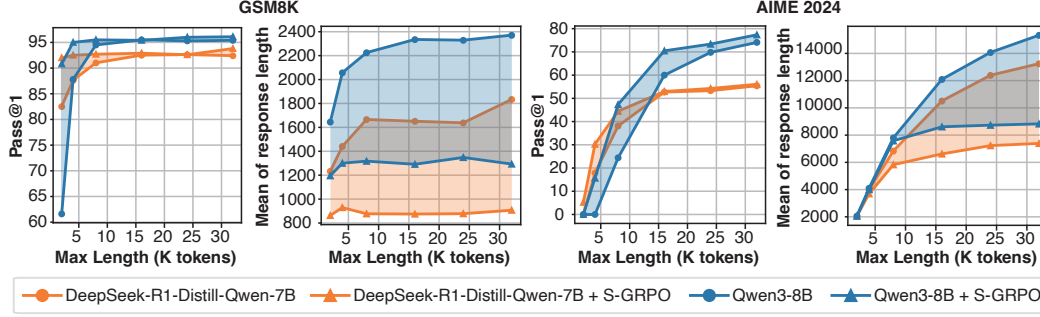 GSM8K
AIME 2024
Pass@1
95
90
85
80
75
70
65
60
5 10 15 20 25 30
Max Length (K tokens)
Mean of response length
2400
2200
2000
1800
1600
1400
1200
1000
800
5 10 15 20 25 30
Max Length (K tokens)
Pass@1
80
70
60
50
40
30
20
10
0
5 10 15 20 25 30
Max Length (K tokens)
Mean of response length
14000
12000
10000
8000
6000
4000
2000
5 10 15 20 25 30
Max Length (K tokens)
DeepSeek-R1-Distill-Qwen-7B DeepSeek-R1-Distill-Qwen-7B + S-GRPO Qwen3-8B Qwen3-8B + S-GRPO